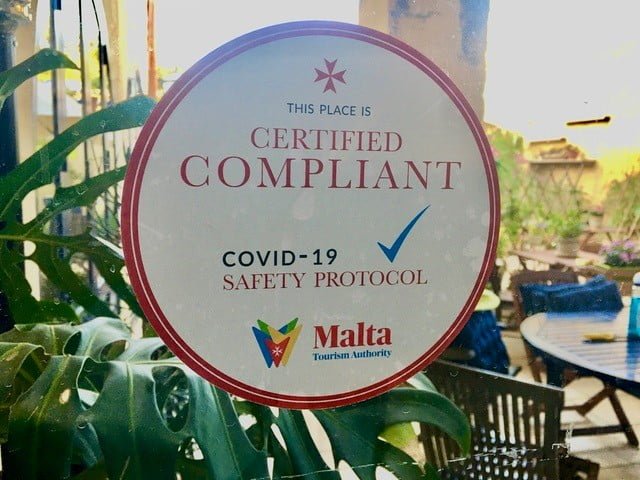 THIS PLACE IS
CERTIFIED
COMPLIANT
COVID-19
SAFETY PROTOCOL
Malta
Tourism Authority